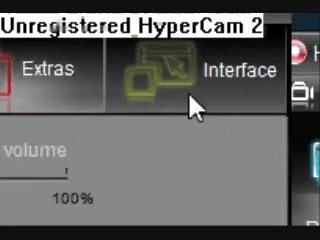 Unregistered HyperCam 2
Extras
Interface
volume
100%